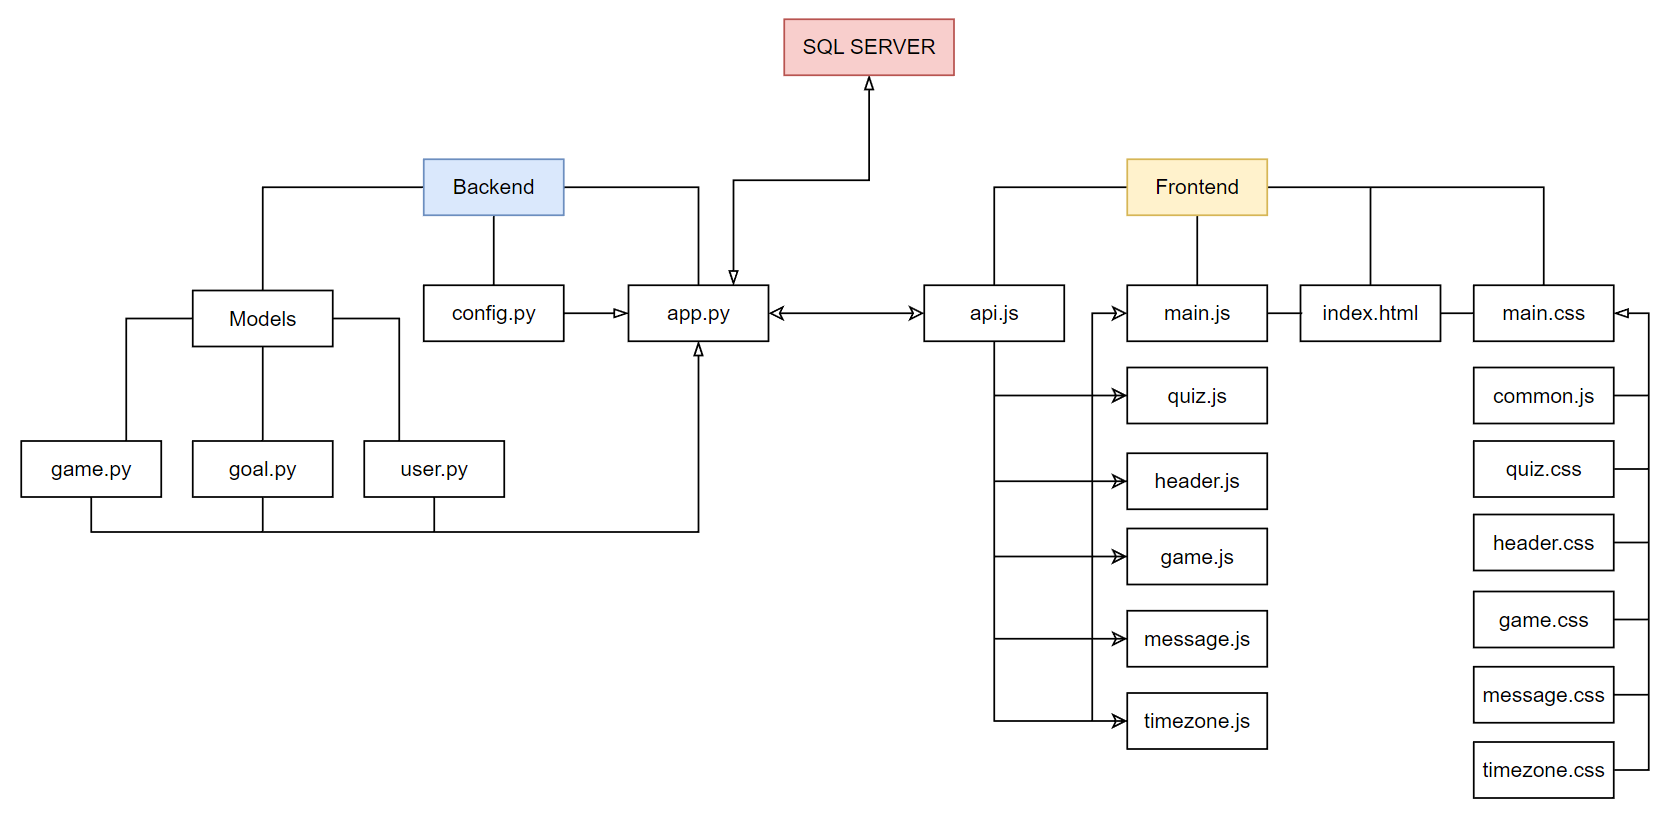 SQL SERVER
Backend
Frontend
Models
config.py
app.py
api.js
main.js
index.html
main.css
quiz.js
common.js
game.py
goal.py
user.py
header.js
quiz.css
game.js
header.css
message.js
game.css
timezone.js
message.css
timezone.css